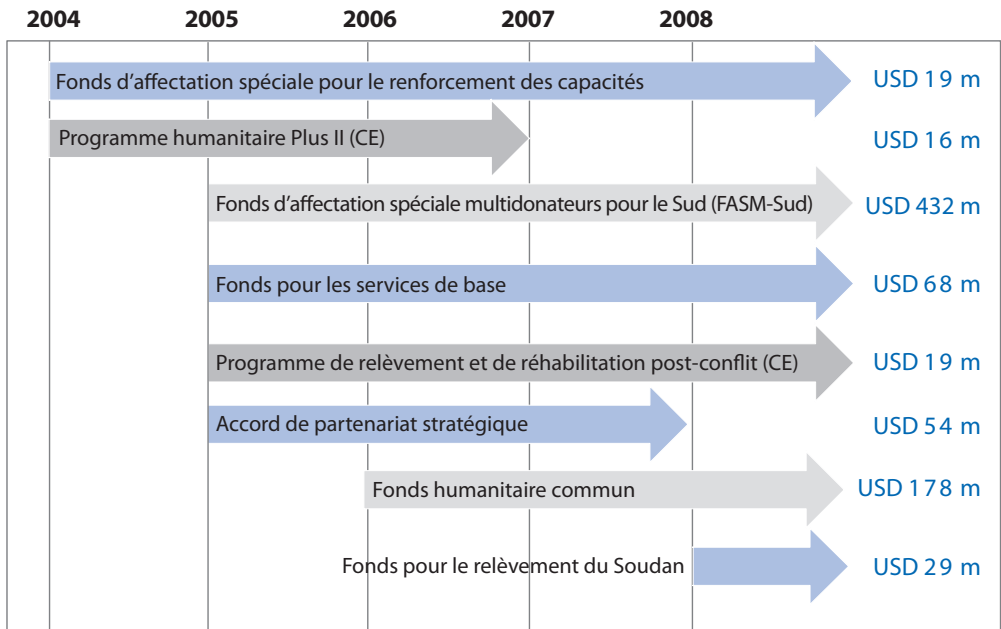 2004 2005 2006 2007 2008
Fonds d'affectation spéciale pour le renforcement des capacités USD 19 m
Programme humanitaire Plus II (CE) USD 16 m
Fonds d'affectation spéciale multidonateurs pour le Sud (FASM-Sud) USD 432 m
Fonds pour les services de base USD 68 m
Programme de relèvement et de réhabilitation post-conflit (CE) USD 19 m
Accord de partenariat stratégique USD 54 m
Fonds humanitaire commun USD 178 m
Fonds pour le relèvement du Soudan USD 29 m